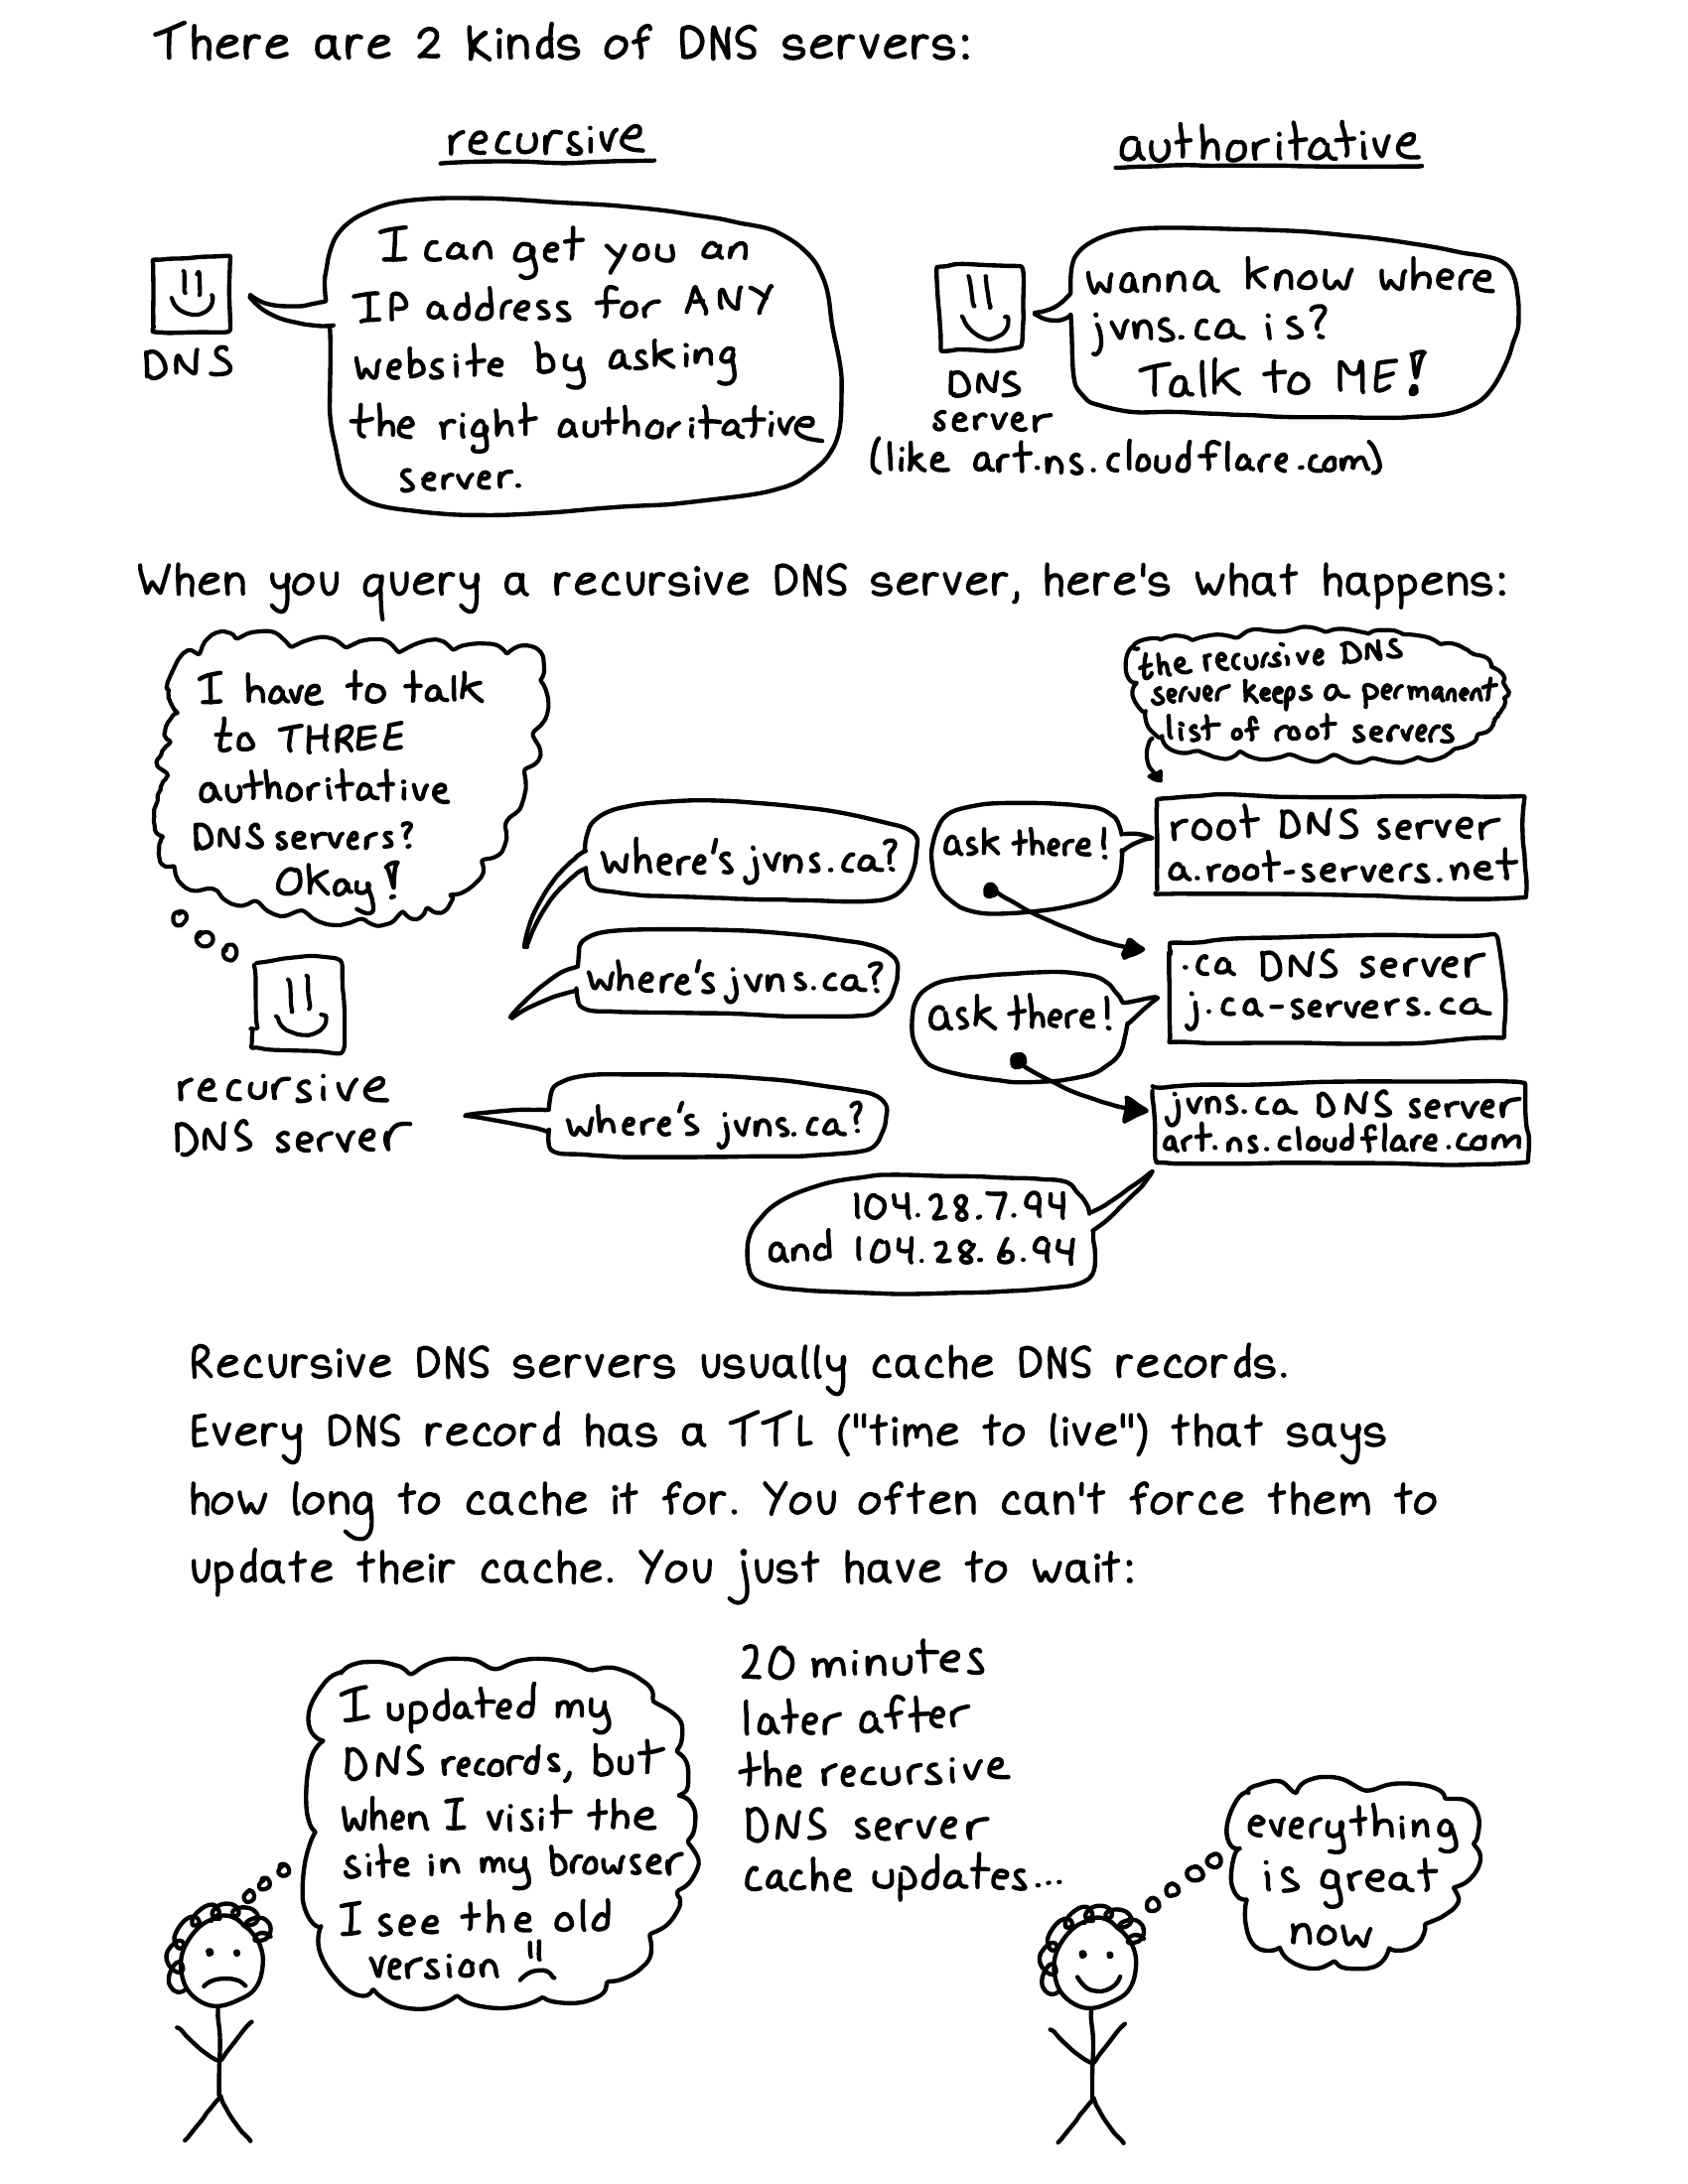 There are 2 kinds of DNS servers:
recursive
I can get you an
IP address for ANY
website by asking
the right authoritative
server.
DNS
authoritative
wanna know where
jvns.ca is?
Talk to ME!
DNS
server
(like art.ns.cloudflare.com)
When you query a recursive DNS server, here's what happens:
I have to talk
to THREE
authoritative
DNS servers?
Okay!
recursive
DNS server
the recursive DNS
server keeps a permanent
list of root servers
where's jvns.ca?
ask there!
root DNS server
a.root-servers.net
where's jvns.ca?
ask there!
.ca DNS server
j.ca-servers.ca
where's jvns.ca?
jvns.ca DNS server
art.ns.cloudflare.com
104.28.7.94
and 104.28.6.94
Recursive DNS servers usually cache DNS records.
Every DNS record has a TTL ("time to live") that says
how long to cache it for. You often can't force them to
update their cache. You just have to wait:
I updated my
DNS records, but
when I visit the
site in my browser
I see the old
version
20 minutes
later after
the recursive
DNS server
cache updates...
everything
is great
now